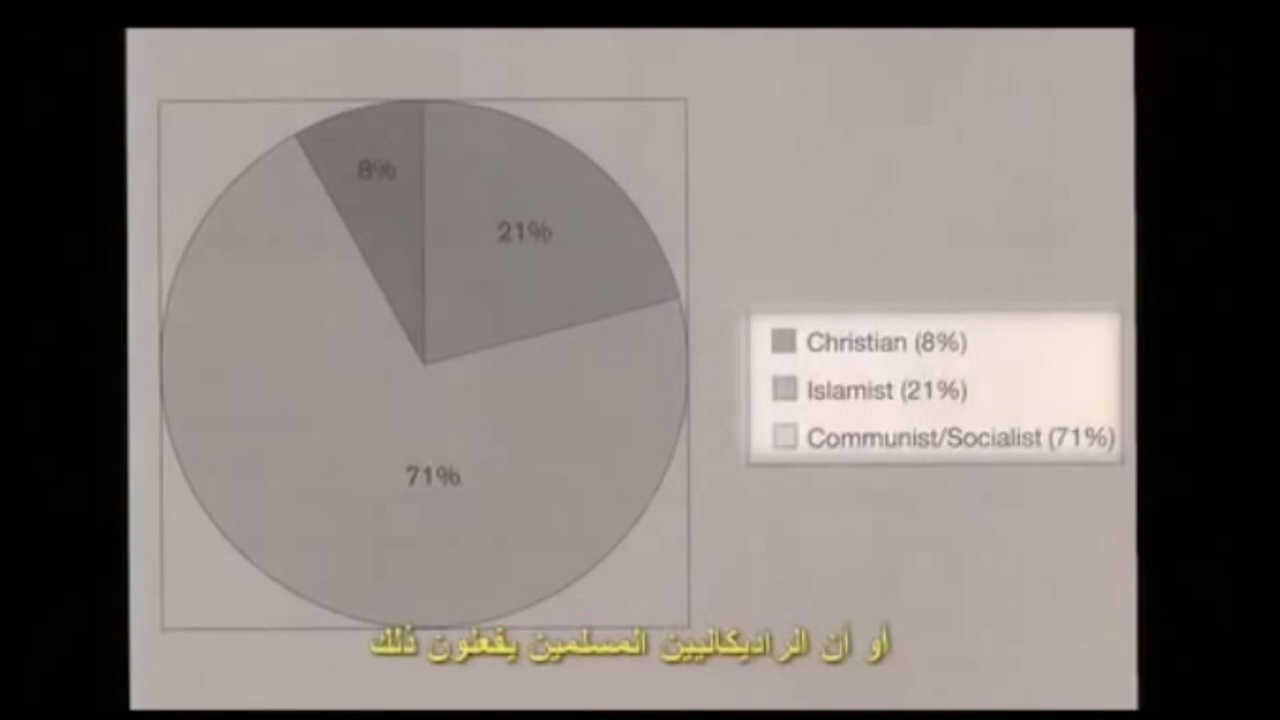 8%
21%
71%
Christian (8%)
Islamist (21%)
Communist/Socialist (71%)
أو أن الراديكاليين المسلمين يفعلون ذلك